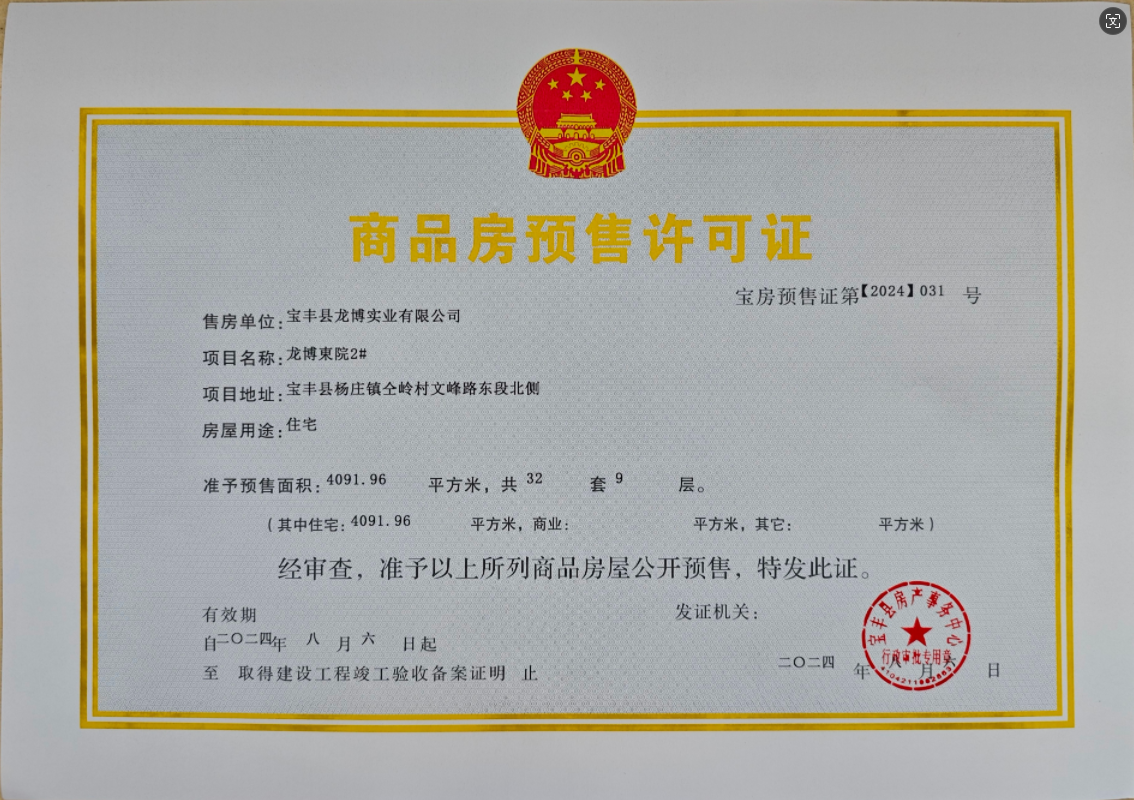 商品房预售许可证
宝房预售证第【2024】031 号
售房单位：宝丰县龙博实业有限公司
项目名称：龙博東院2#
项目地址：宝丰县杨庄镇仝岭村文峰路东段北侧
房屋用途：住宅
准予预售面积：4091.96 平方米，共 32 套 9 层。
（其中住宅：4091.96 平方米，商业： 平方米，其它： 平方米）
经审查，准予以上所列商品房屋公开预售，特发此证。
有效期
自二〇二四年 八 月 六 日起
至 取得建设工程竣工验收备案证明 止
发证机关：
宝丰县房产事务中心
行政审批专用章
二〇二四 年 八 月 六 日